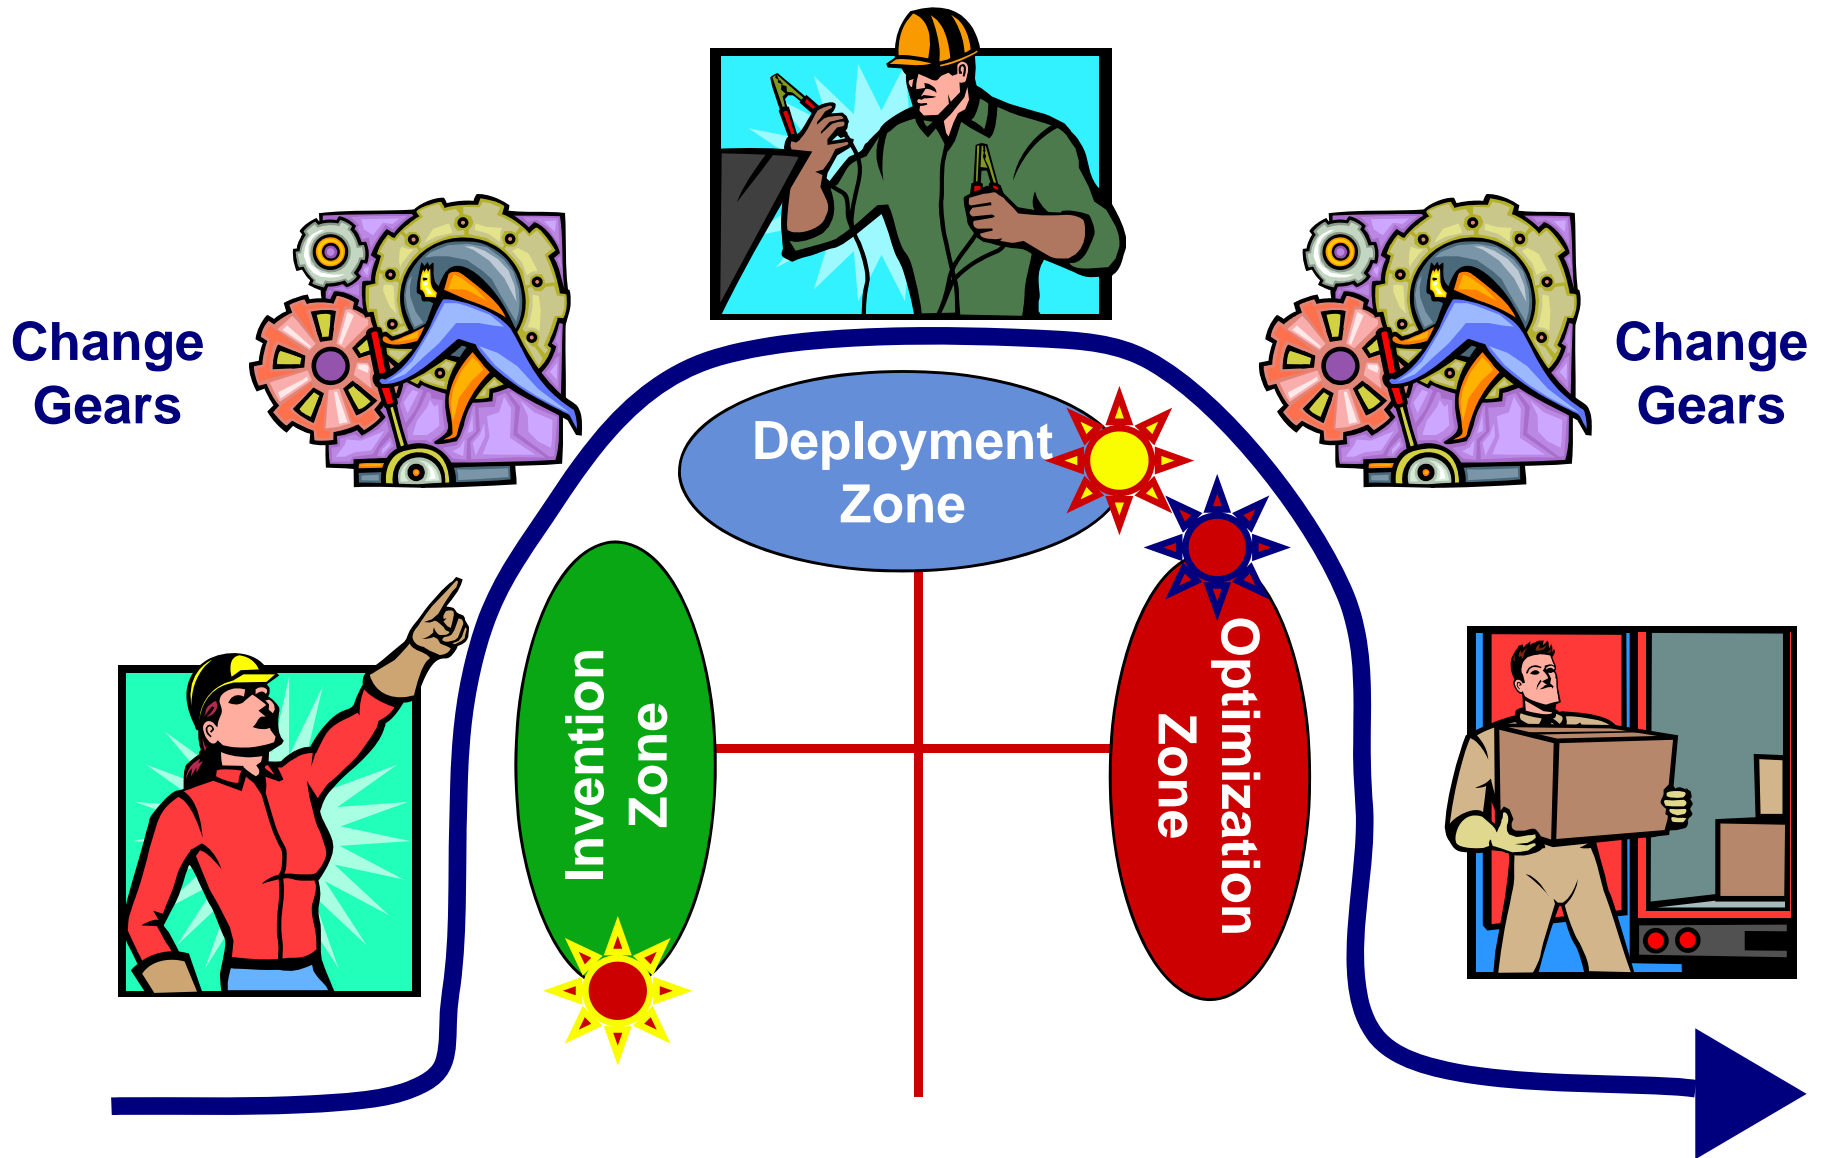 Change
Gears
Deployment
Zone
Change
Gears
Invention
Zone
Optimization
Zone